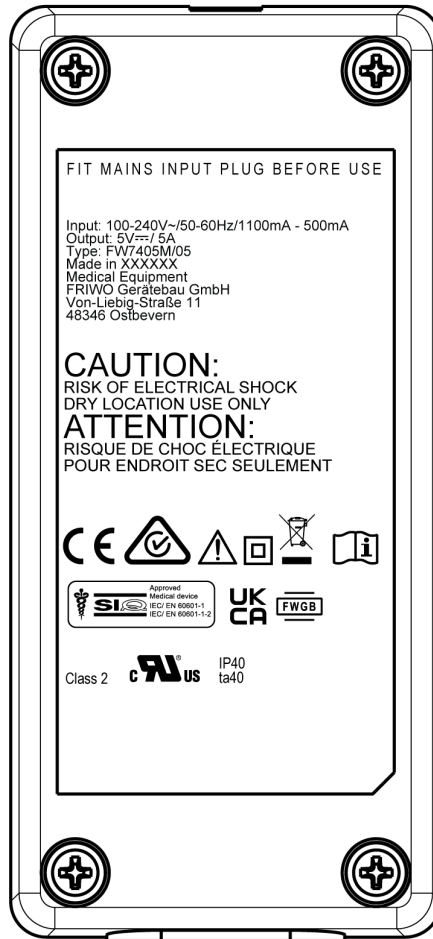 FIT MAINS INPUT PLUG BEFORE USE
Input: 100-240V~/50-60Hz/1100mA - 500mA
Output: 5V⎓/ 5A
Type: FW7405M/05
Made in XXXXXX
Medical Equipment
FRIWO Gerätebau GmbH
Von-Liebig-Straße 11
48346 Ostbevern
CAUTION:
RISK OF ELECTRICAL SHOCK
DRY LOCATION USE ONLY
ATTENTION:
RISQUE DE CHOC ÉLECTRIQUE
POUR ENDROIT SEC SEULEMENT
CE
i
SIQ
Approved
Medical device
IEC/ EN 60601-1
IEC/ EN 60601-1-2
UK
CA
FWGB
Class 2
c RU® US
IP40
ta40